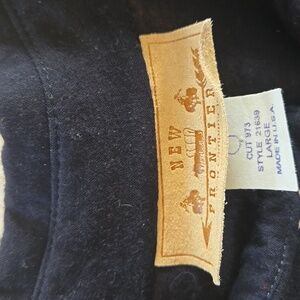 NEW
FRONTIER
CUT 973
STYLE 21639
LARGE
MADE IN U.S.A.